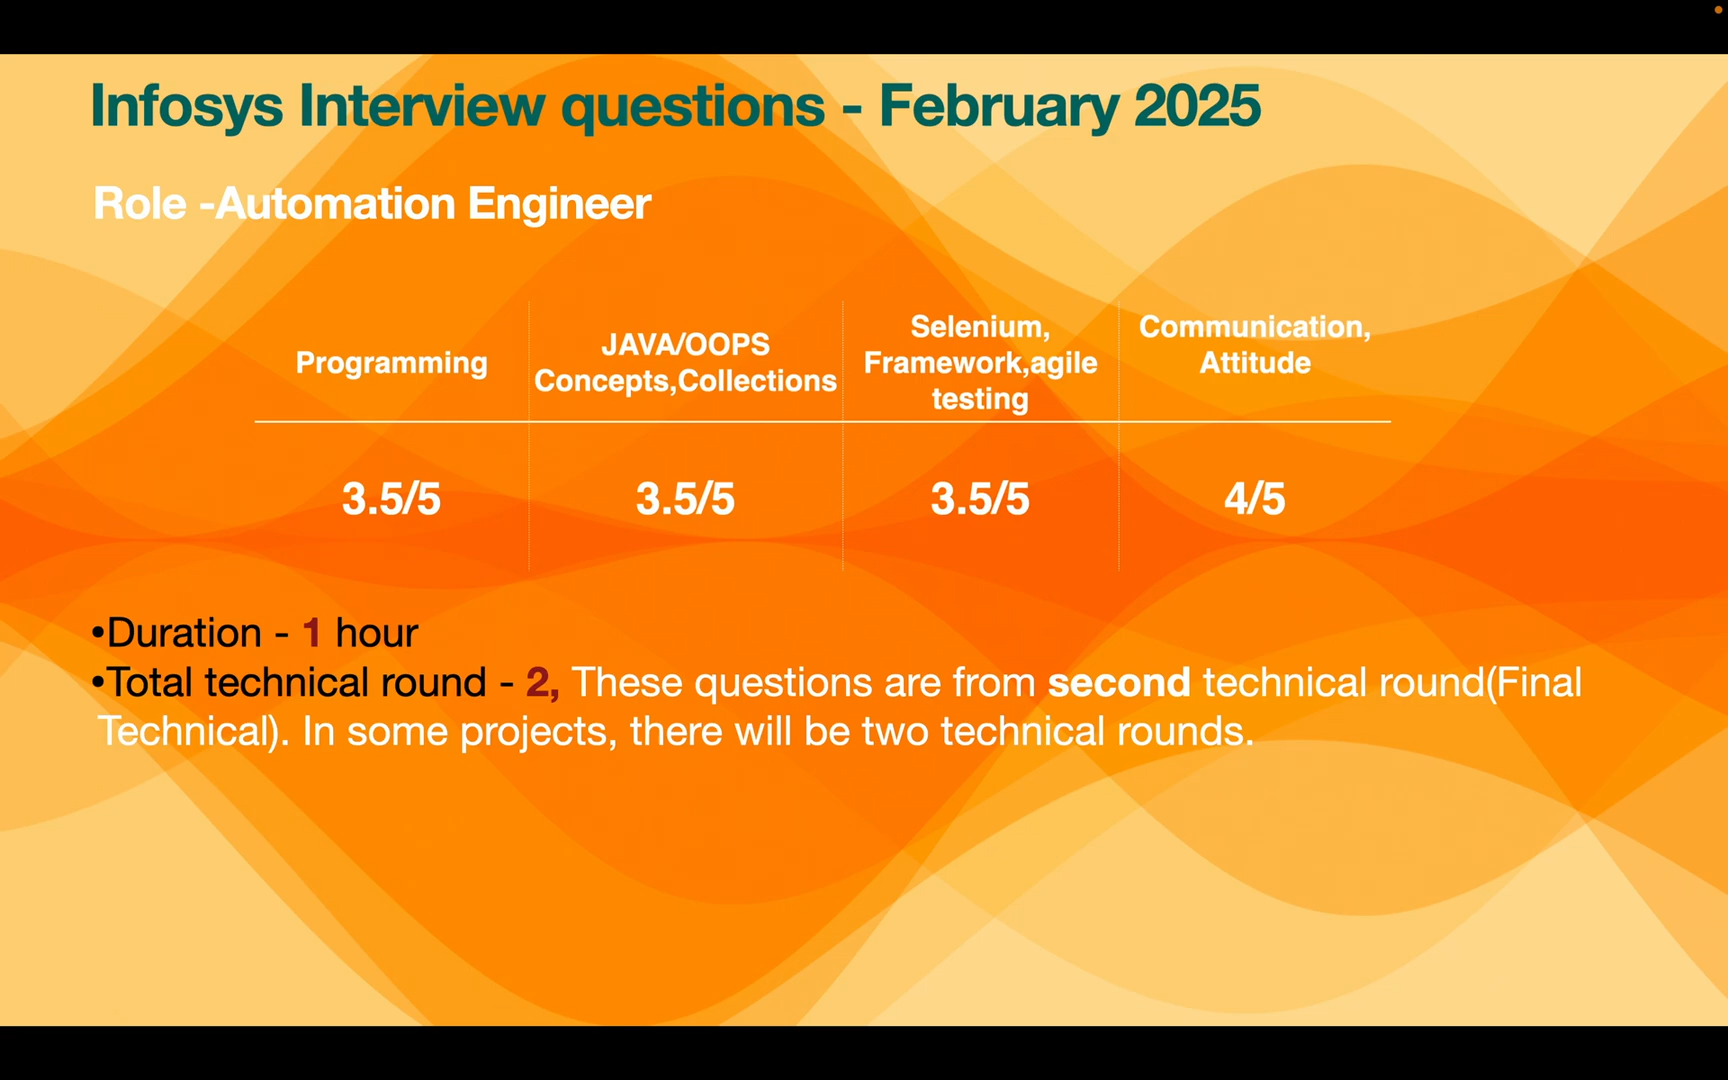 Infosys Interview questions - February 2025
Role -Automation Engineer
Programming
JAVA/OOPS
Concepts,Collections
Selenium,
Framework,agile
testing
Communication,
Attitude
3.5/5
3.5/5
3.5/5
4/5
•Duration - 1 hour
•Total technical round - 2, These questions are from second technical round(Final
Technical). In some projects, there will be two technical rounds.